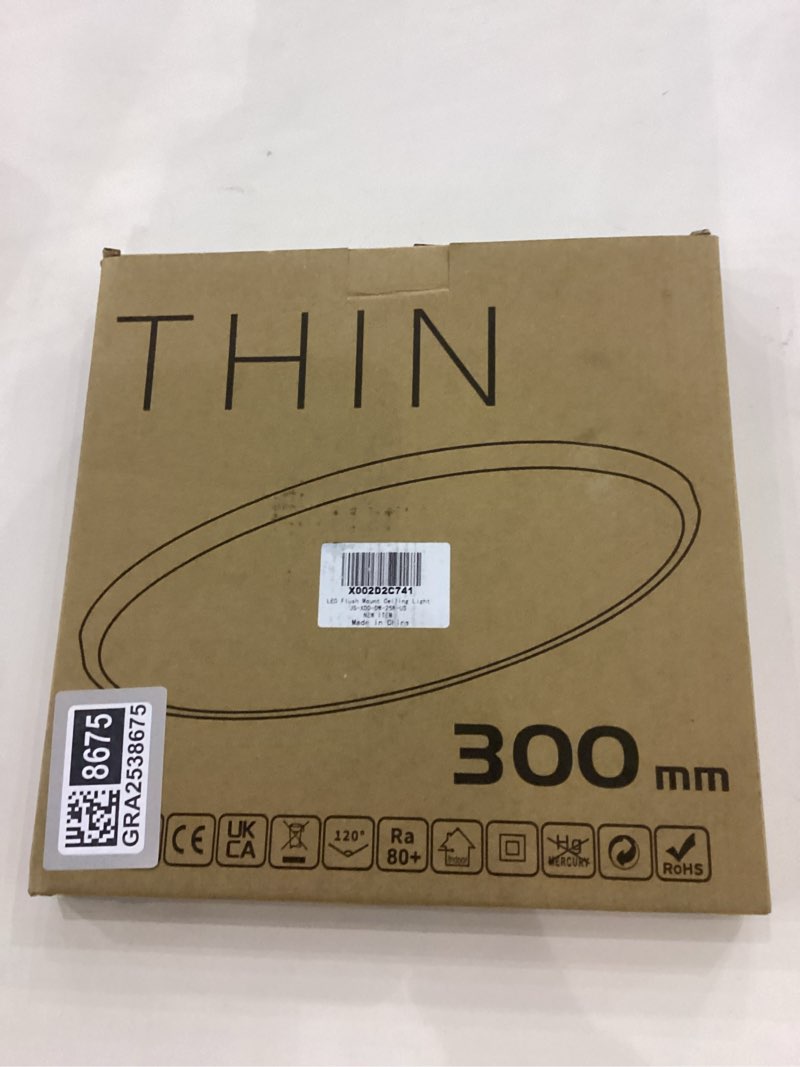 THIN
X002D2C741
LED Flush Mount Ceiling Light
NEW ITEM
Made in China
8675
GRA2538675
300 mm
CE
UK
CA
120°
Ra
80+
Indoor
Hg
MERCURY
RoHS